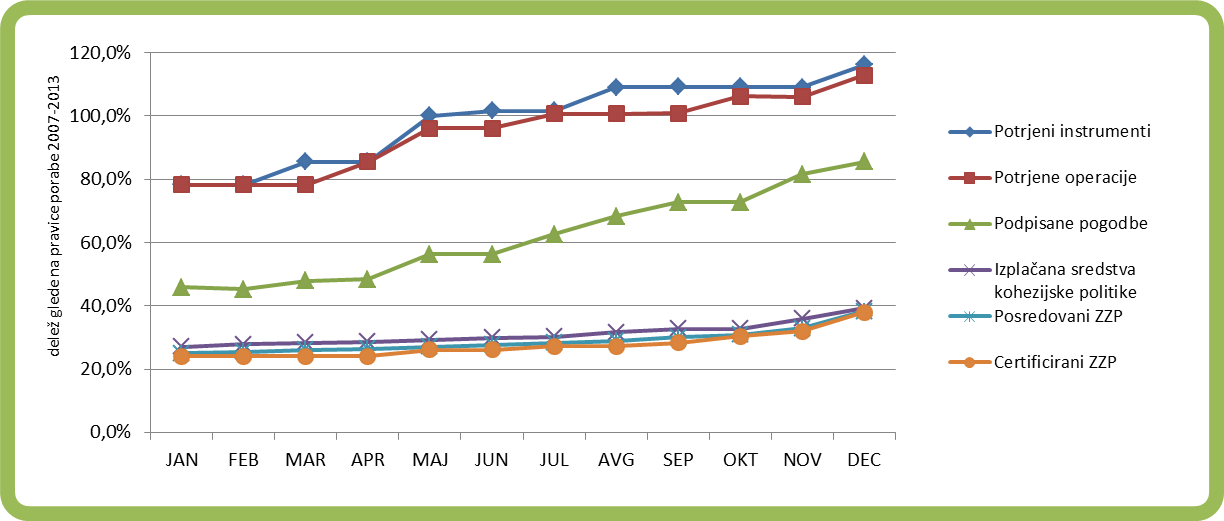 delež glede na pravice porabe 2007-2013
120,0%
100,0%
80,0%
60,0%
40,0%
20,0%
0,0%
JAN FEB MAR APR MAJ JUN JUL AVG SEP OKT NOV DEC
Potrjeni instrumenti
Potrjene operacije
Podpisane pogodbe
Izplačana sredstva
kohezijske politike
Posredovani ZZP
Certificirani ZZP